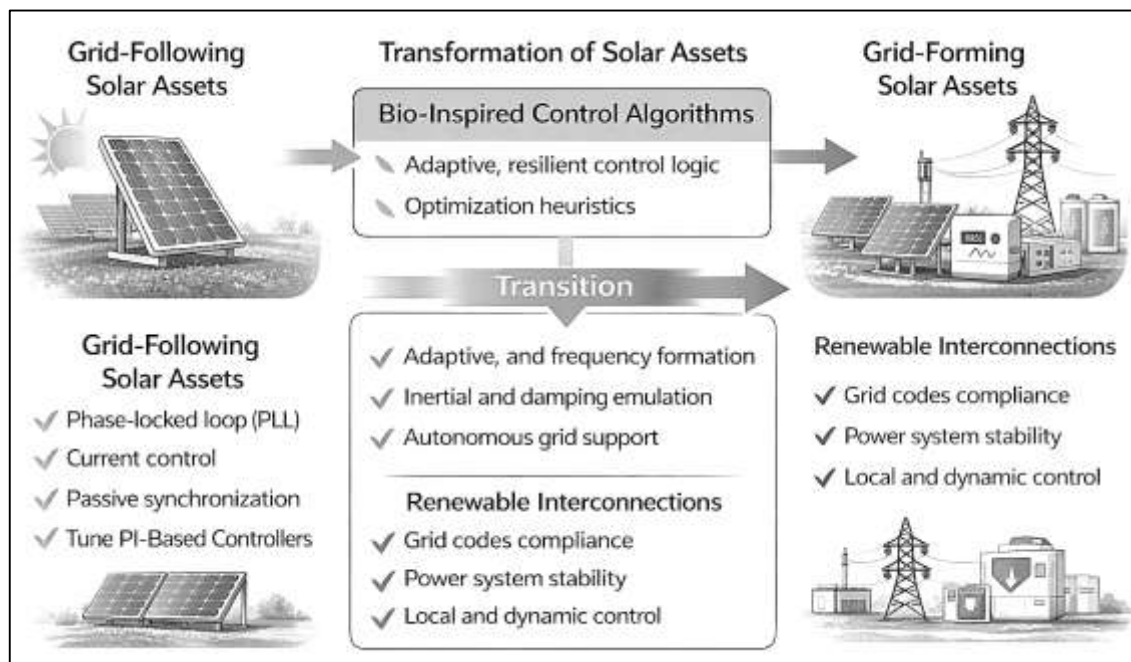 Grid-Following
Solar Assets
Transformation of Solar Assets
Bio-Inspired Control Algorithms
Adaptive, resilient control logic
Optimization heuristics
Grid-Forming
Solar Assets
Transition
Grid-Following
Solar Assets
Phase-locked loop (PLL)
Current control
Passive synchronization
Tune PI-Based Controllers
Adaptive, and frequency formation
Inertial and damping emulation
Autonomous grid support
Renewable Interconnections
Grid codes compliance
Power system stability
Local and dynamic control
Renewable Interconnections
Grid codes compliance
Power system stability
Local and dynamic control